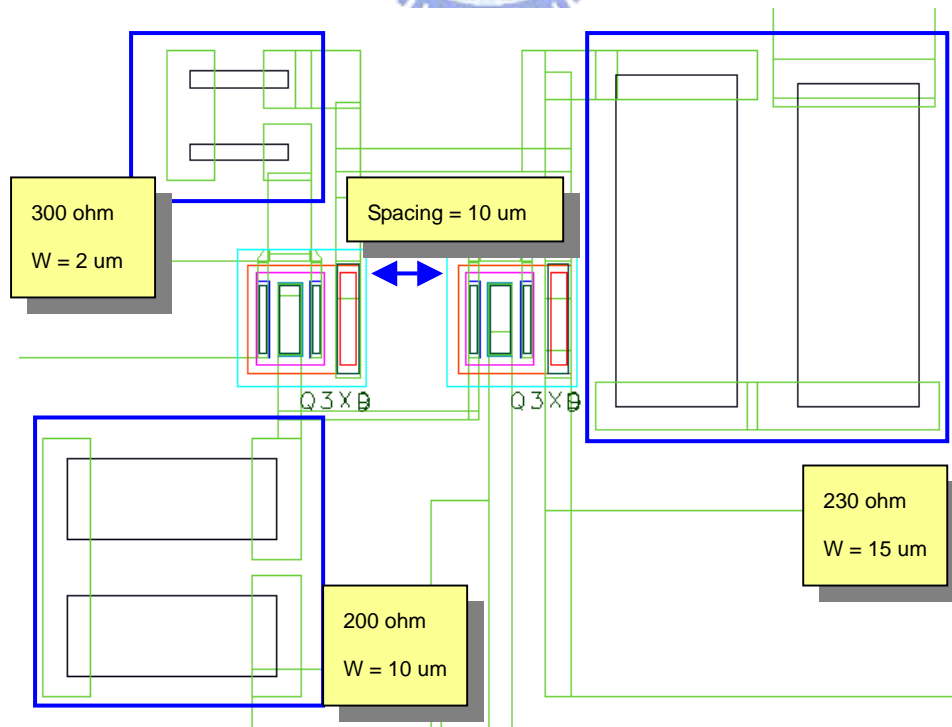 300 ohm
W = 2 um
Spacing = 10 um
Q3XB
Q3XB
230 ohm
W = 15 um
200 ohm
W = 10 um